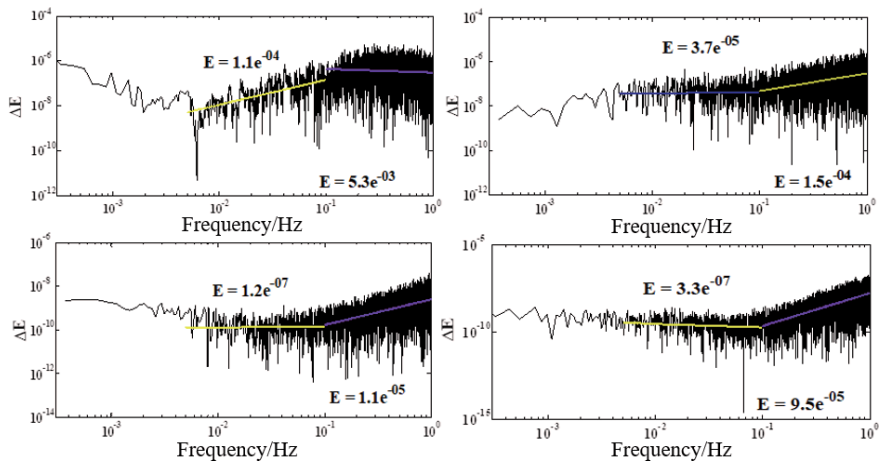 10⁻⁴
10⁻⁶
10⁻⁸
10⁻¹⁰
10⁻¹²
ΔE
E = 1.1e⁻⁰⁴
E = 5.3e⁻⁰³
10⁻³ 10⁻² 10⁻¹ 10⁰
Frequency/Hz
10⁻⁴
10⁻⁶
10⁻⁸
10⁻¹⁰
10⁻¹²
ΔE
E = 3.7e⁻⁰⁵
E = 1.5e⁻⁰⁴
10⁻³ 10⁻² 10⁻¹ 10⁰
Frequency/Hz
10⁻⁶
10⁻⁸
10⁻¹⁰
10⁻¹²
10⁻¹⁴
ΔE
E = 1.2e⁻⁰⁷
E = 1.1e⁻⁰⁵
10⁻³ 10⁻² 10⁻¹ 10⁰
Frequency/Hz
10⁻⁵
10⁻¹⁰
10⁻¹⁵
ΔE
E = 3.3e⁻⁰⁷
E = 9.5e⁻⁰⁵
10⁻³ 10⁻² 10⁻¹ 10⁰
Frequency/Hz